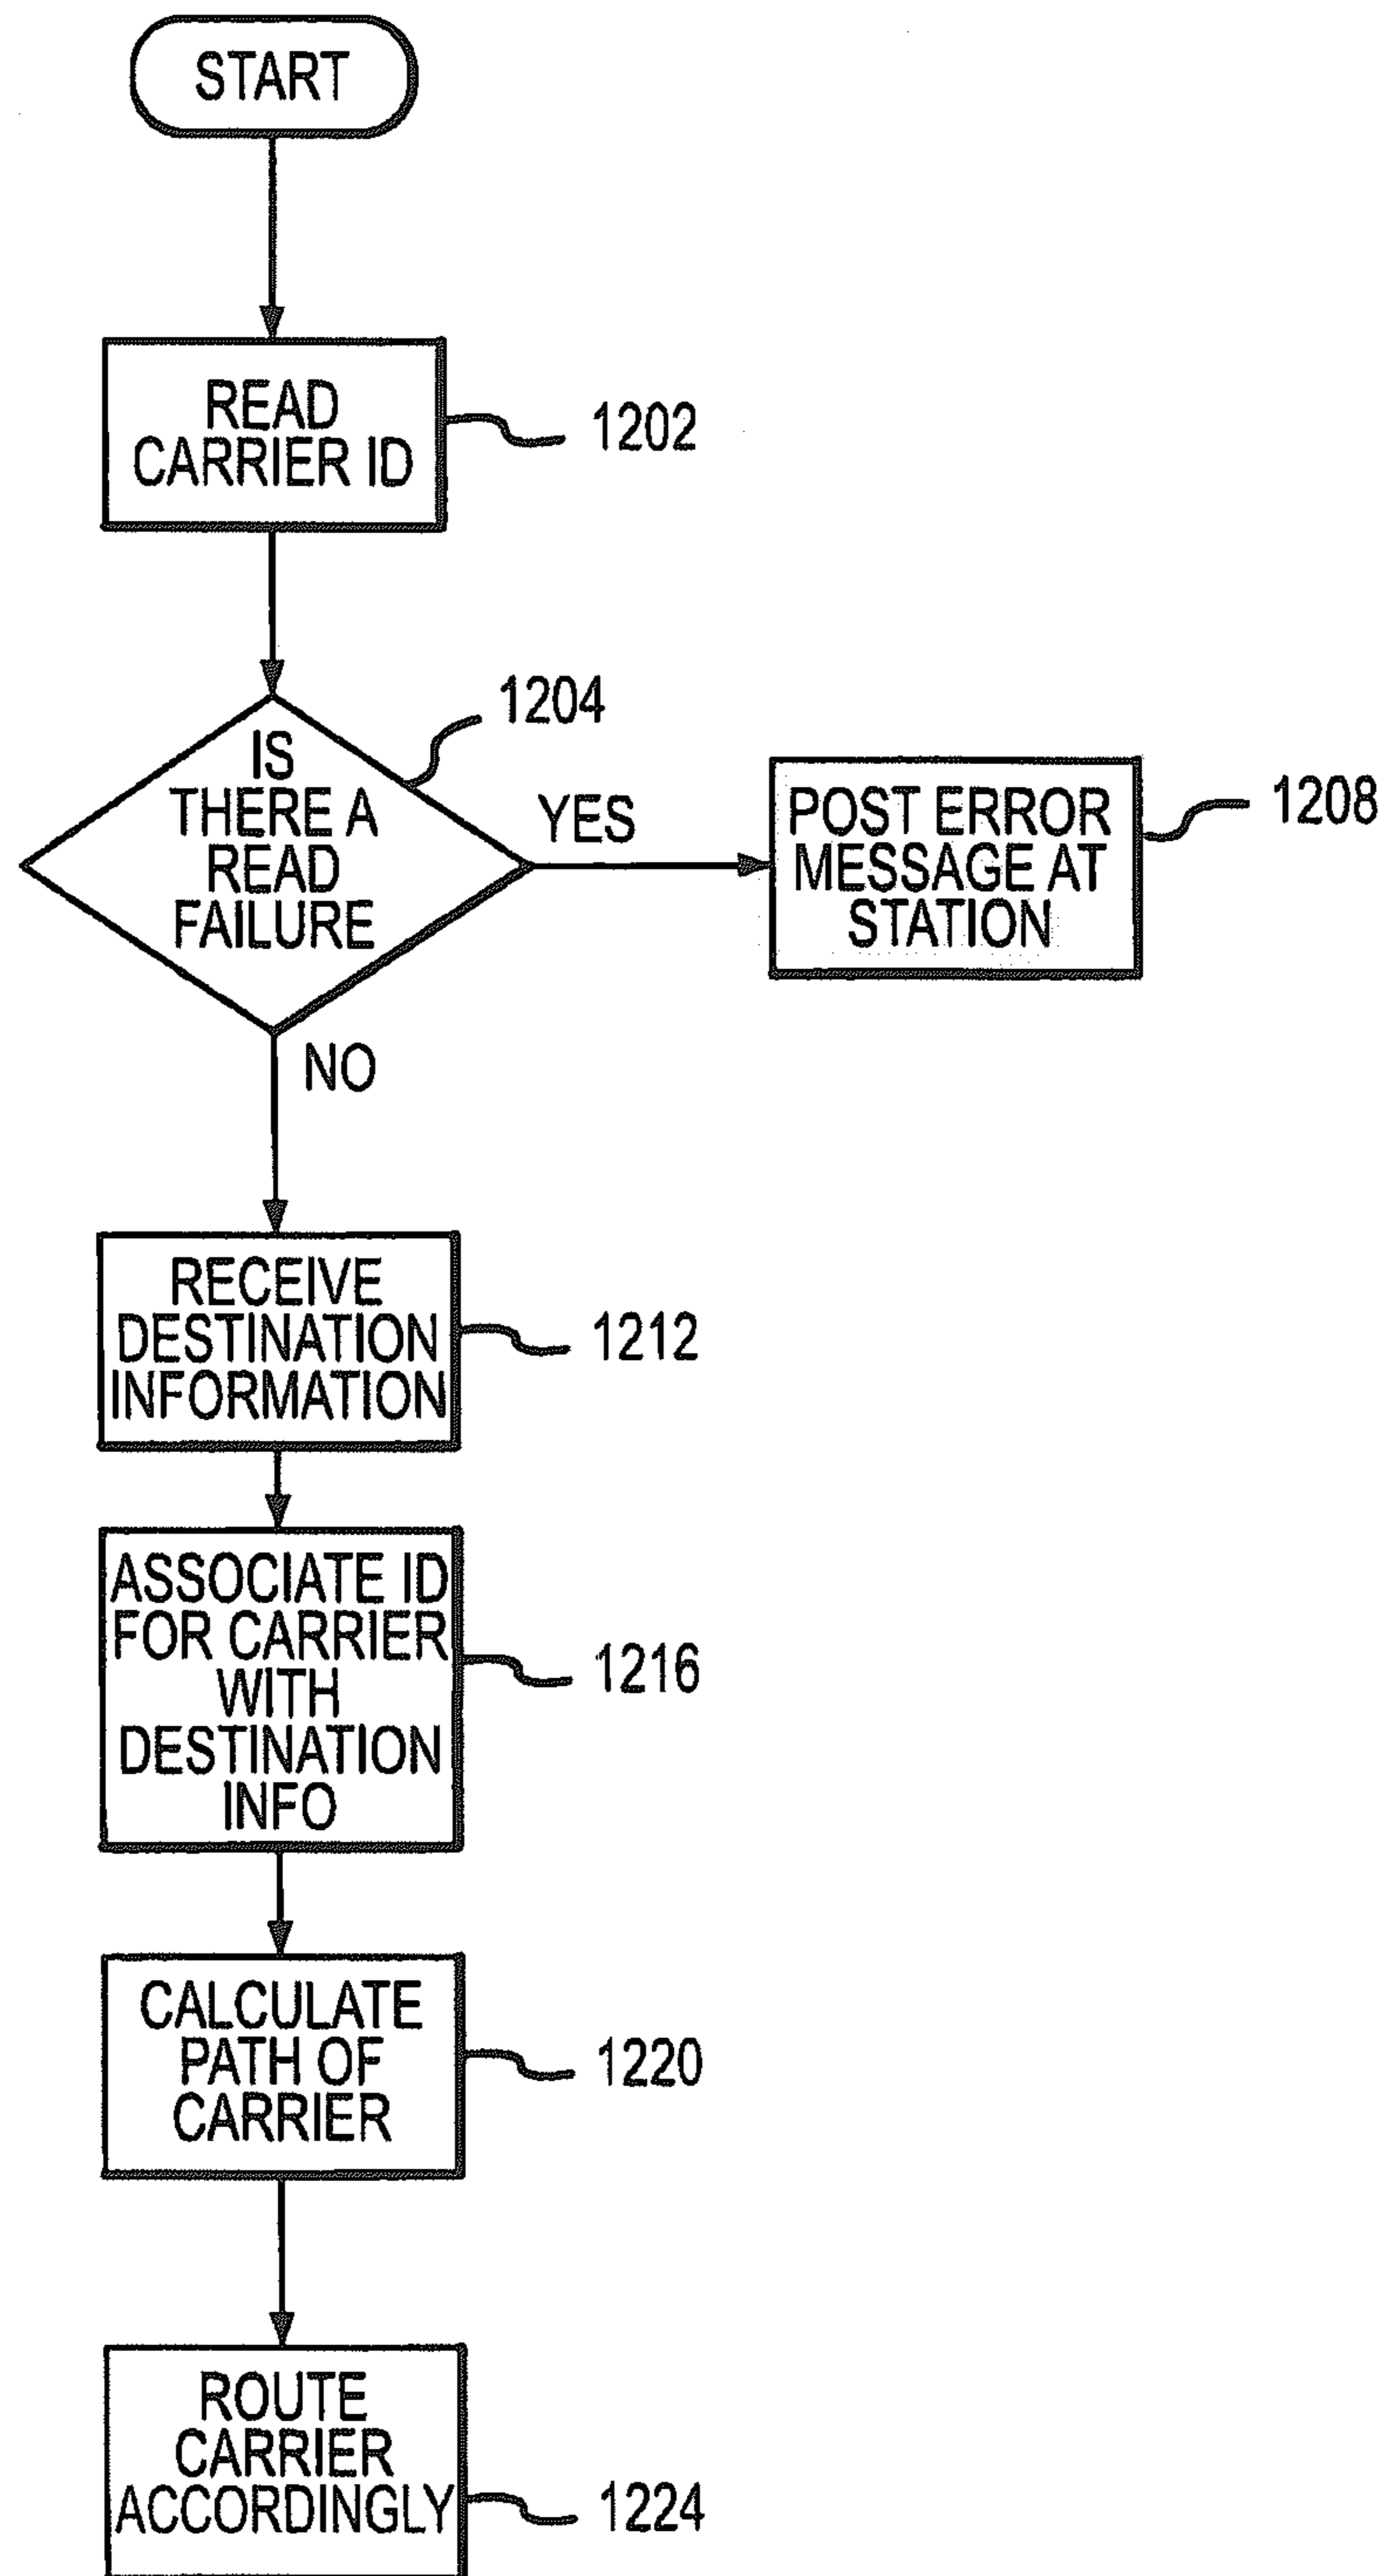 START
READ
CARRIER ID
1202
1204
IS
THERE A
READ
FAILURE
YES
POST ERROR
MESSAGE AT
STATION
1208
NO
RECEIVE
DESTINATION
INFORMATION
1212
ASSOCIATE ID
FOR CARRIER
WITH
DESTINATION
INFO
1216
CALCULATE
PATH OF
CARRIER
1220
ROUTE
CARRIER
ACCORDINGLY
1224